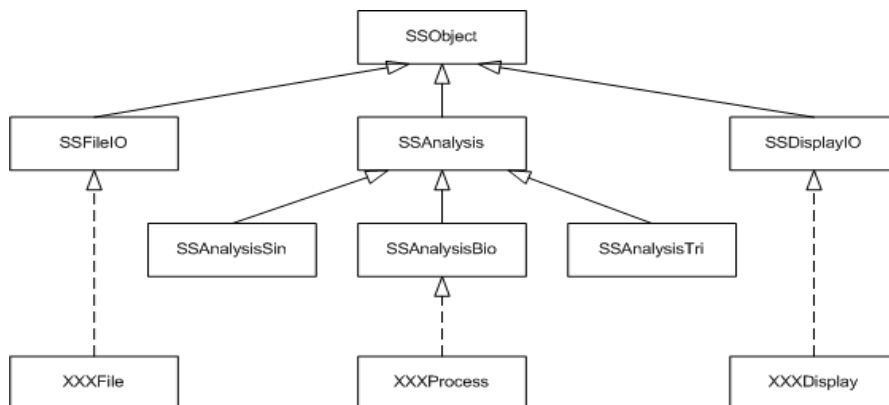 SSObject
SSFileIO
SSAnalysis
SSDisplayIO
SSAnalysisSin
SSAnalysisBio
SSAnalysisTri
XXXFile
XXXProcess
XXXDisplay